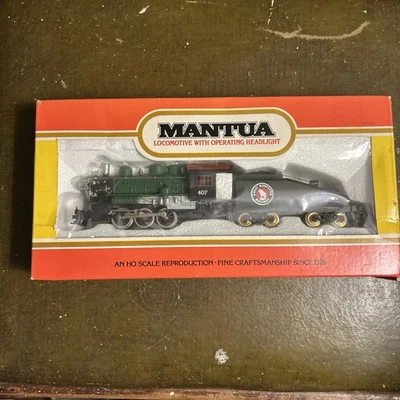 MANTUA
LOCOMOTIVE WITH OPERATING HEADLIGHT
407
AN HO SCALE REPRODUCTION · FINE CRAFTSMANSHIP SINCE 1926